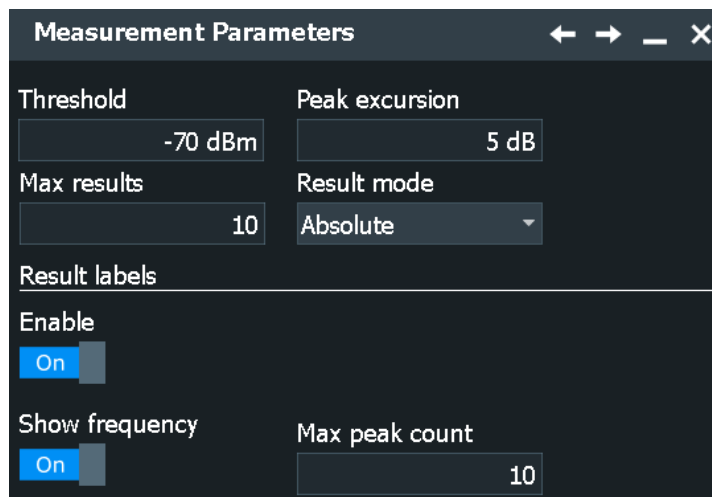 Measurement Parameters
Threshold
Peak excursion
-70 dBm
5 dB
Max results
Result mode
10
Absolute
Result labels
Enable
On
Show frequency
Max peak count
On
10